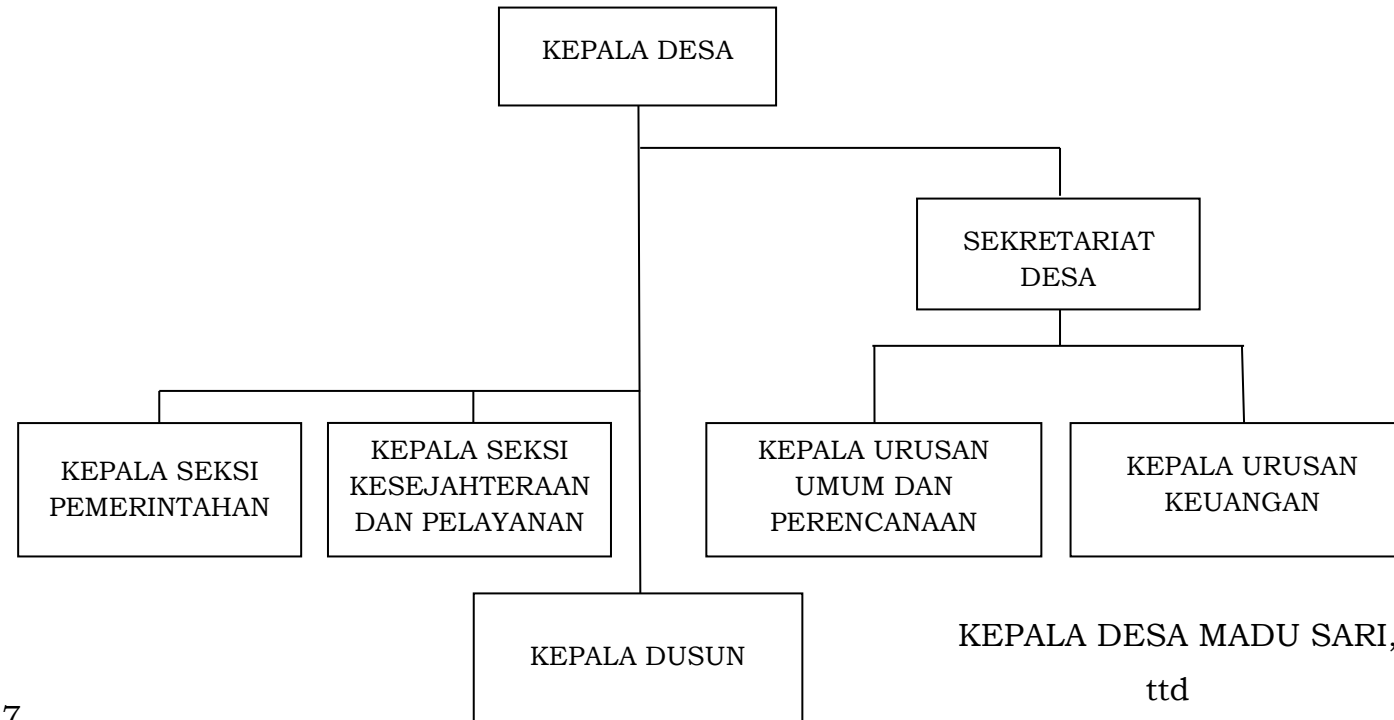 KEPALA DESA
SEKRETARIAT
DESA
KEPALA SEKSI
PEMERINTAHAN
KEPALA SEKSI
KESEJAHTERAAN
DAN PELAYANAN
KEPALA URUSAN
UMUM DAN
PERENCANAAN
KEPALA URUSAN
KEUANGAN
KEPALA DUSUN
KEPALA DESA MADU SARI,
ttd
7